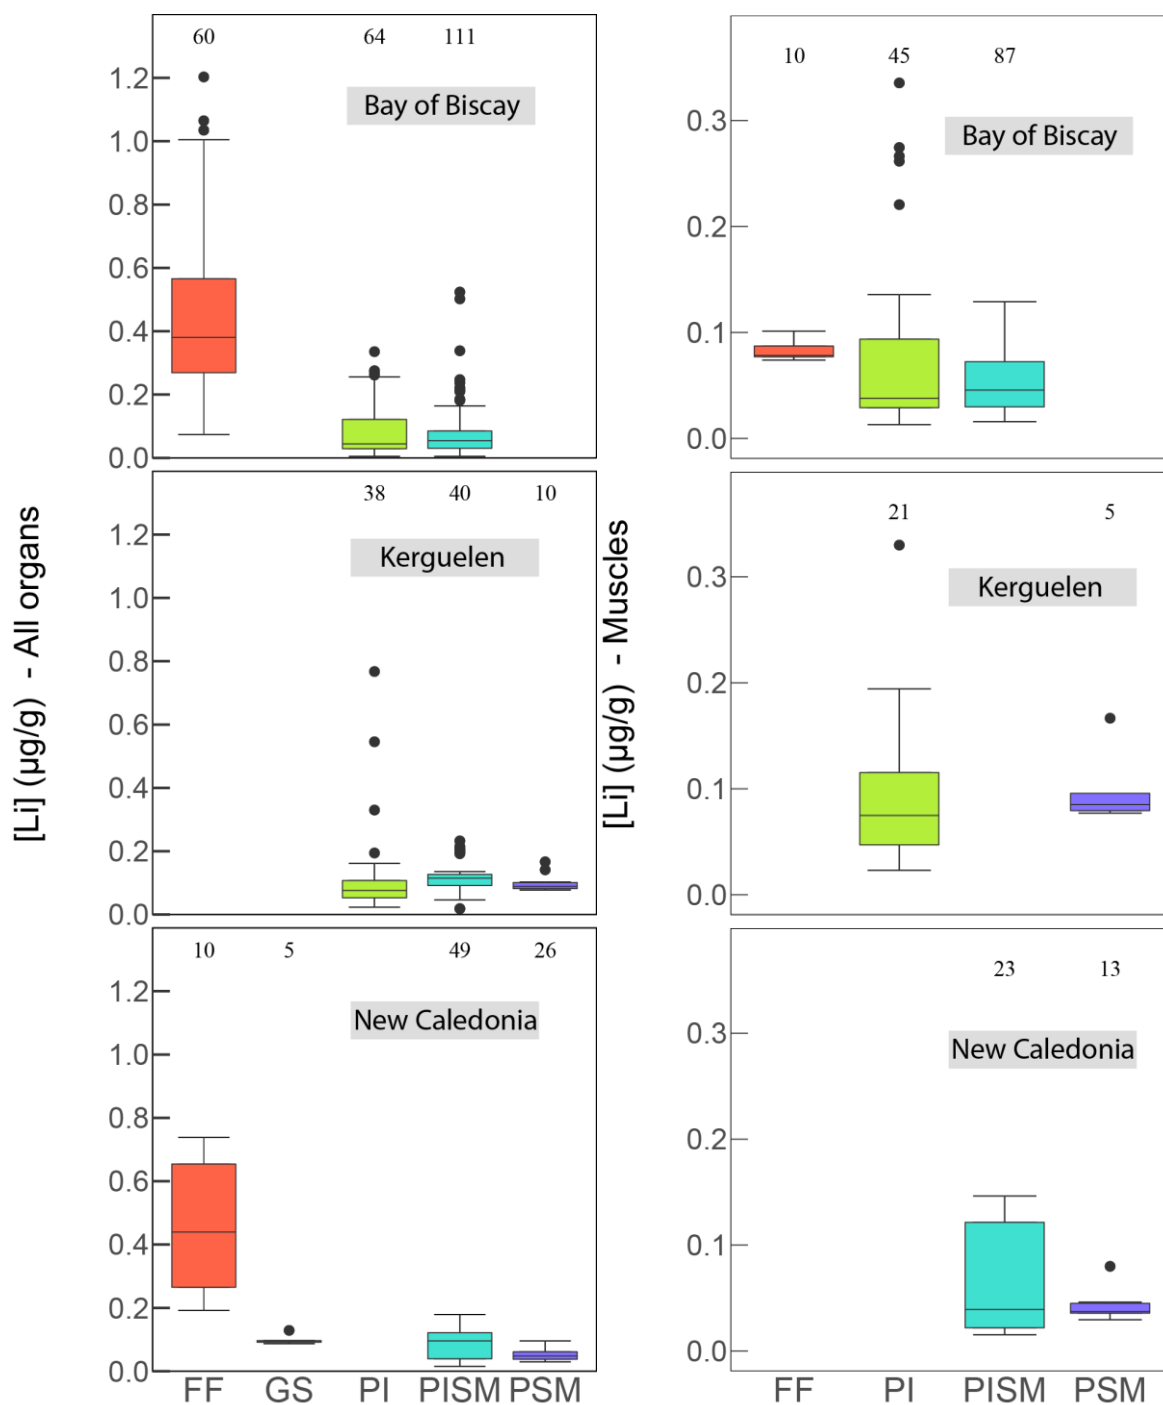 [Li] (µg/g) - All organs
60 64 111
Bay of Biscay
1.2
1.0
0.8
0.6
0.4
0.2
0.0
38 40 10
Kerguelen
1.2
1.0
0.8
0.6
0.4
0.2
0.0
10 5 49 26
New Caledonia
1.2
1.0
0.8
0.6
0.4
0.2
0.0
FF GS PI PISM PSM
[Li] (µg/g) - Muscles
10 45 87
Bay of Biscay
0.3
0.2
0.1
0.0
21 5
Kerguelen
0.3
0.2
0.1
0.0
23 13
New Caledonia
0.3
0.2
0.1
0.0
FF PI PISM PSM